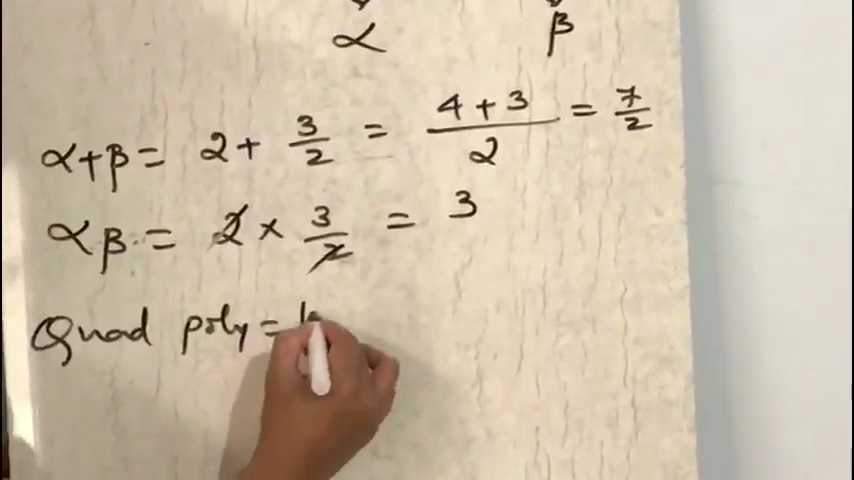 α β
α+β = 2 + 3/2 = 4+3/2 = 7/2
αβ = 2 × 3/2 = 3
Quad poly =